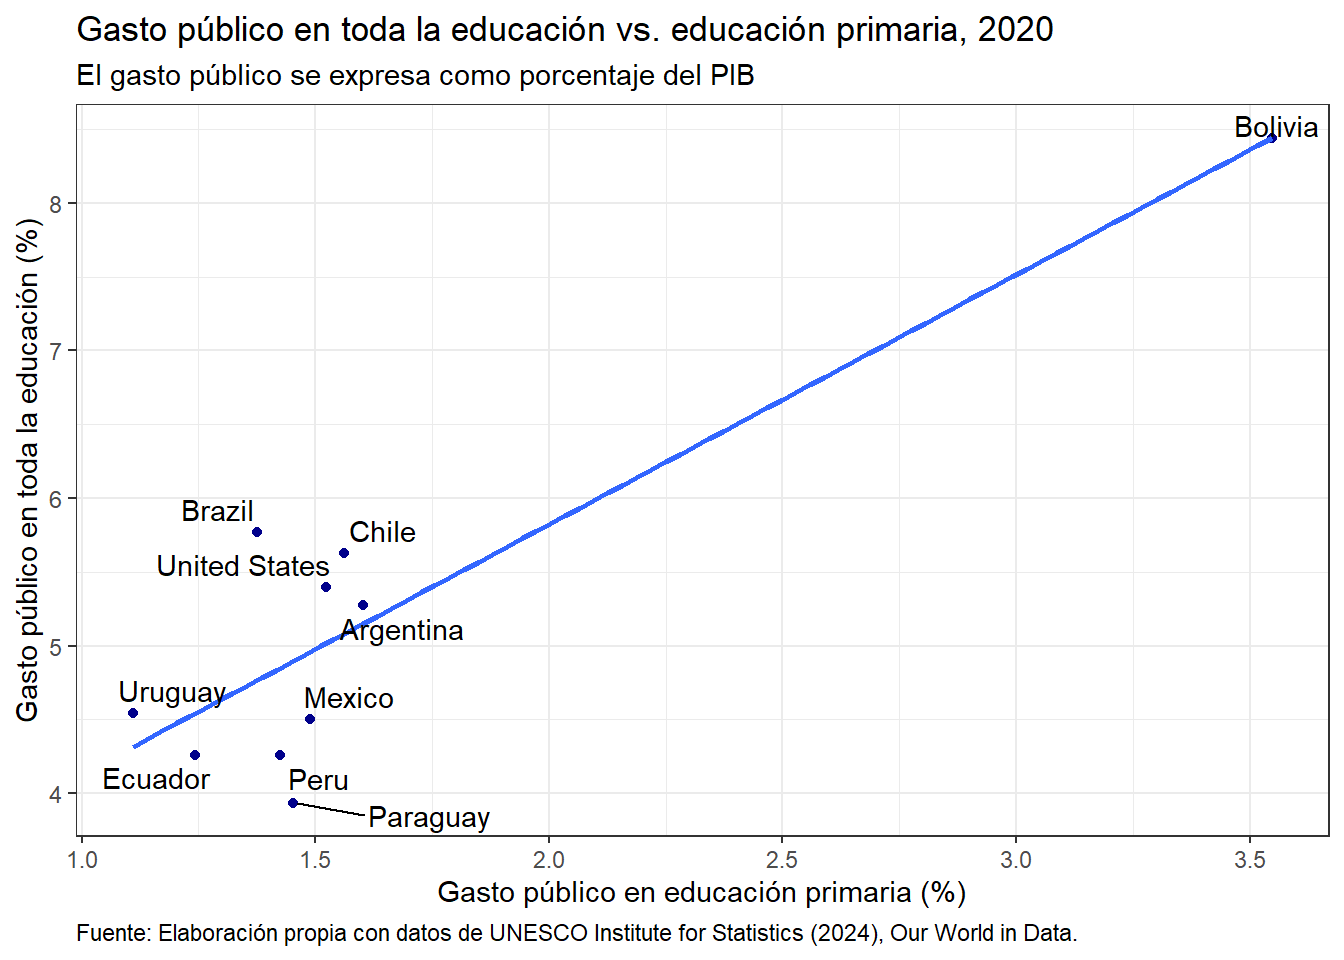 Gasto público en toda la educación vs. educación primaria, 2020
El gasto público se expresa como porcentaje del PIB
Gasto público en toda la educación (%)
8
7
6
5
4
Bolivia
Brazil
Chile
United States
Argentina
Uruguay
Mexico
Ecuador
Peru
Paraguay
1.0 1.5 2.0 2.5 3.0 3.5
Gasto público en educación primaria (%)
Fuente: Elaboración propia con datos de UNESCO Institute for Statistics (2024), Our World in Data.